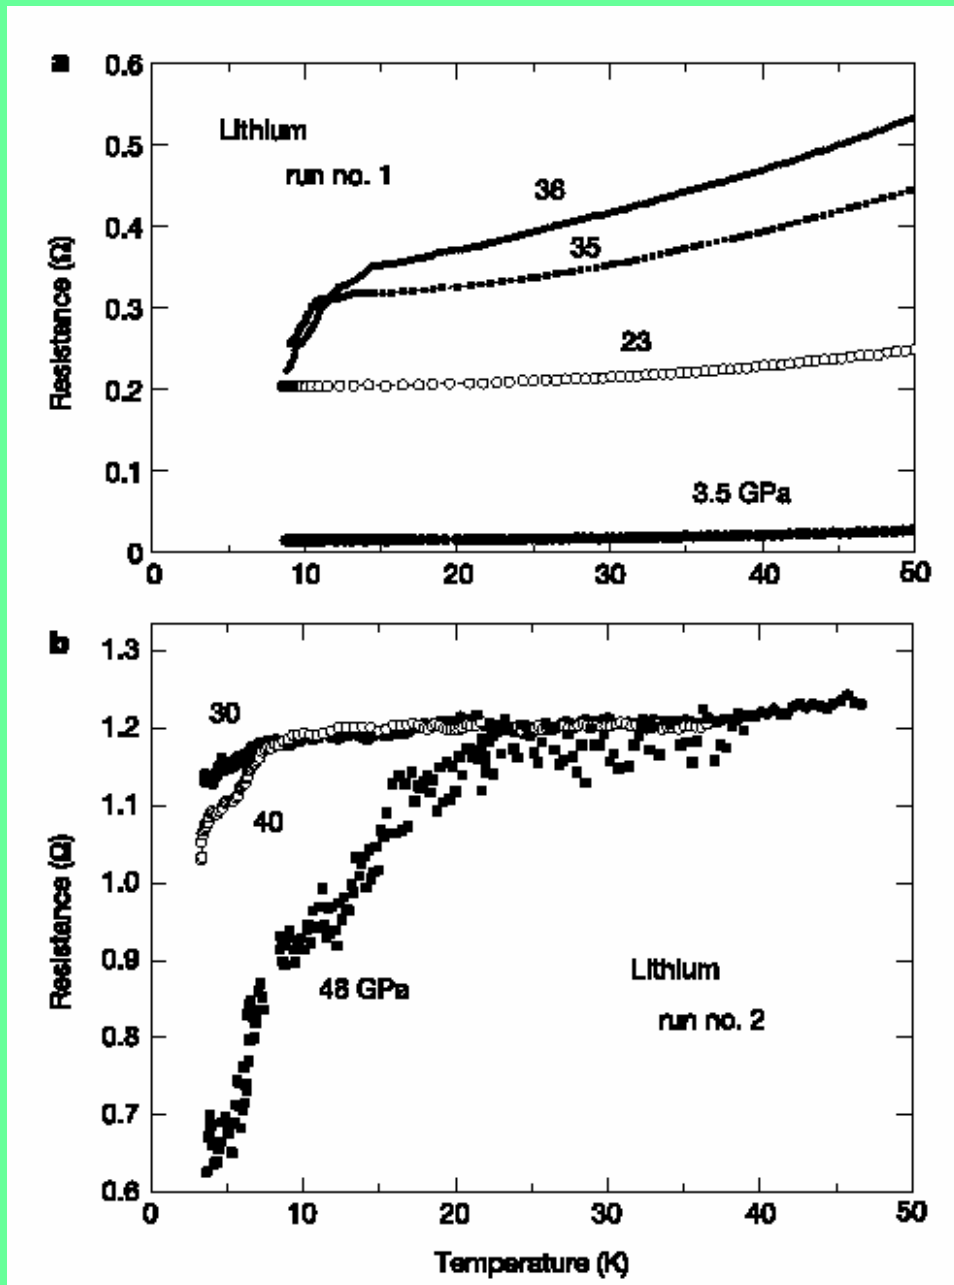 a
0.6
0.5
0.4
0.3
0.2
0.1
0
Resistance (Ω)
Lithium
run no. 1
36
35
23
3.5 GPa
0 10 20 30 40 50
b
1.3
1.2
1.1
1.0
0.9
0.8
0.7
0.6
Resistance (Ω)
30
40
48 GPa
Lithium
run no. 2
0 10 20 30 40 50
Temperature (K)